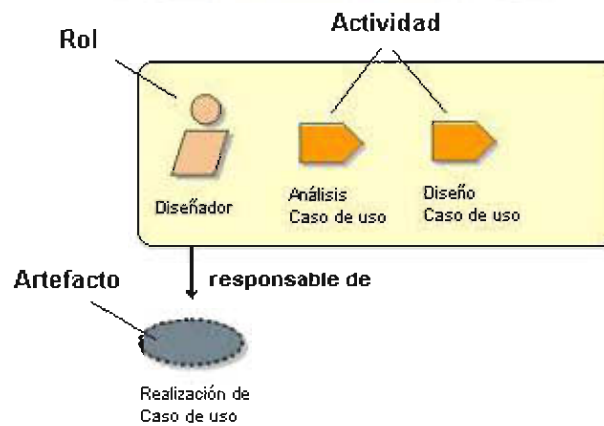 Actividad
Rol
Diseñador
Análisis
Caso de uso
Diseño
Caso de uso
Artefacto
responsable de
Realización de
Caso de uso